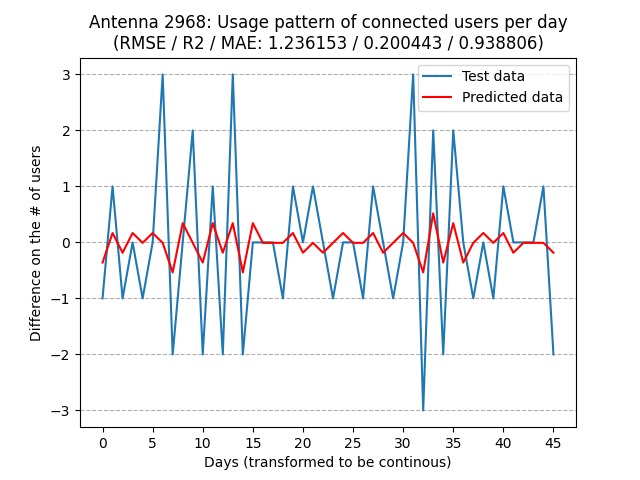 Antenna 2968: Usage pattern of connected users per day
(RMSE / R2 / MAE: 1.236153 / 0.200443 / 0.938806)
Test data
Predicted data
Difference on the # of users
3
2
1
0
−1
−2
−3
0 5 10 15 20 25 30 35 40 45
Days (transformed to be continous)